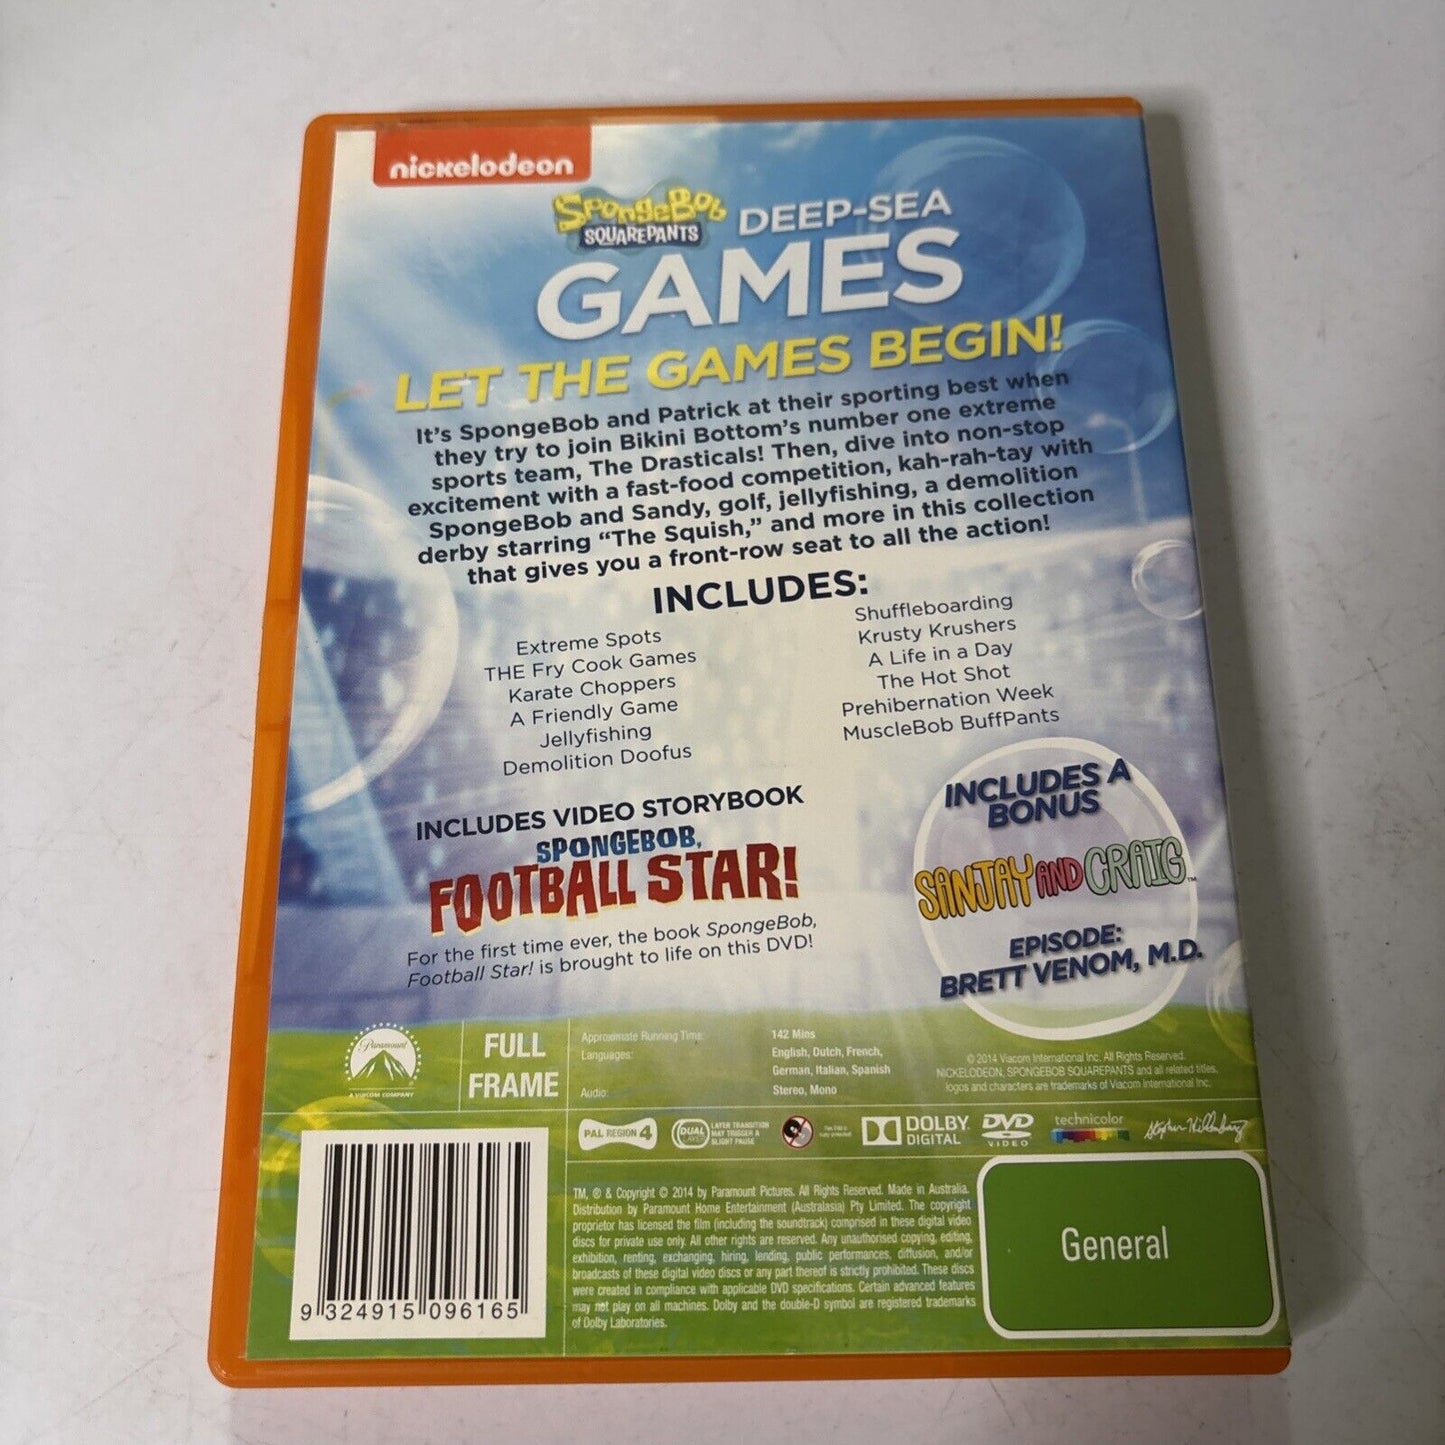 nickelodeon
SPONGEBOB
SQUAREPANTS
DEEP-SEA
GAMES
LET THE GAMES BEGIN!
It's SpongeBob and Patrick at their sporting best when
they try to join Bikini Bottom's number one extreme
sports team, The Drasticals! Then, dive into non-stop
excitement with a fast-food competition, kah-rah-tay with
SpongeBob and Sandy, golf, jellyfishing, a demolition
derby starring "The Squish," and more in this collection
that gives you a front-row seat to all the action!
INCLUDES:
Extreme Spots
THE Fry Cook Games
Karate Choppers
A Friendly Game
Jellyfishing
Demolition Doofus
Shuffleboarding
Krusty Krushers
A Life in a Day
The Hot Shot
Prehibernation Week
MuscleBob BuffPants
INCLUDES VIDEO STORYBOOK
SPONGEBOB,
FOOTBALL STAR!
For the first time ever, the book SpongeBob,
Football Star! is brought to life on this DVD!
INCLUDES A
BONUS
SANJAY AND CRAIG™
EPISODE:
BRETT VENOM, M.D.
Paramount
A VIACOM COMPANY
FULL
FRAME
Approximate Running Time: 142 Mins
Languages: English, Dutch, French,
German, Italian, Spanish
Audio: Stereo, Mono
© 2014 Viacom International Inc. All Rights Reserved.
NICKELODEON, SPONGEBOB SQUAREPANTS and all related titles,
logos and characters are trademarks of Viacom International Inc.
PAL REGION 4
DUAL
LAYER TRANSITION
MAY TRIGGER A
SLIGHT PAUSE
DOLBY
DIGITAL
DVD
VIDEO
technicolor
Stephen Hillenburg
TM, ® & Copyright © 2014 by Paramount Pictures. All Rights Reserved. Made in Australia.
Distribution by Paramount Home Entertainment (Australasia) Pty Limited. The copyright
proprietor has licensed the film (including the soundtrack) comprised in these digital video
discs for private use only. All other rights are reserved. Any unauthorised copying, editing,
exhibition, renting, exchanging, hiring, lending, public performances, diffusion, and/or
broadcasts of these digital video discs or any part thereof is strictly prohibited. These discs
were created in compliance with applicable DVD specifications. Certain advanced features
may not play on all machines. Dolby and the double-D symbol are registered trademarks
of Dolby Laboratories.
General
9 324915 096165